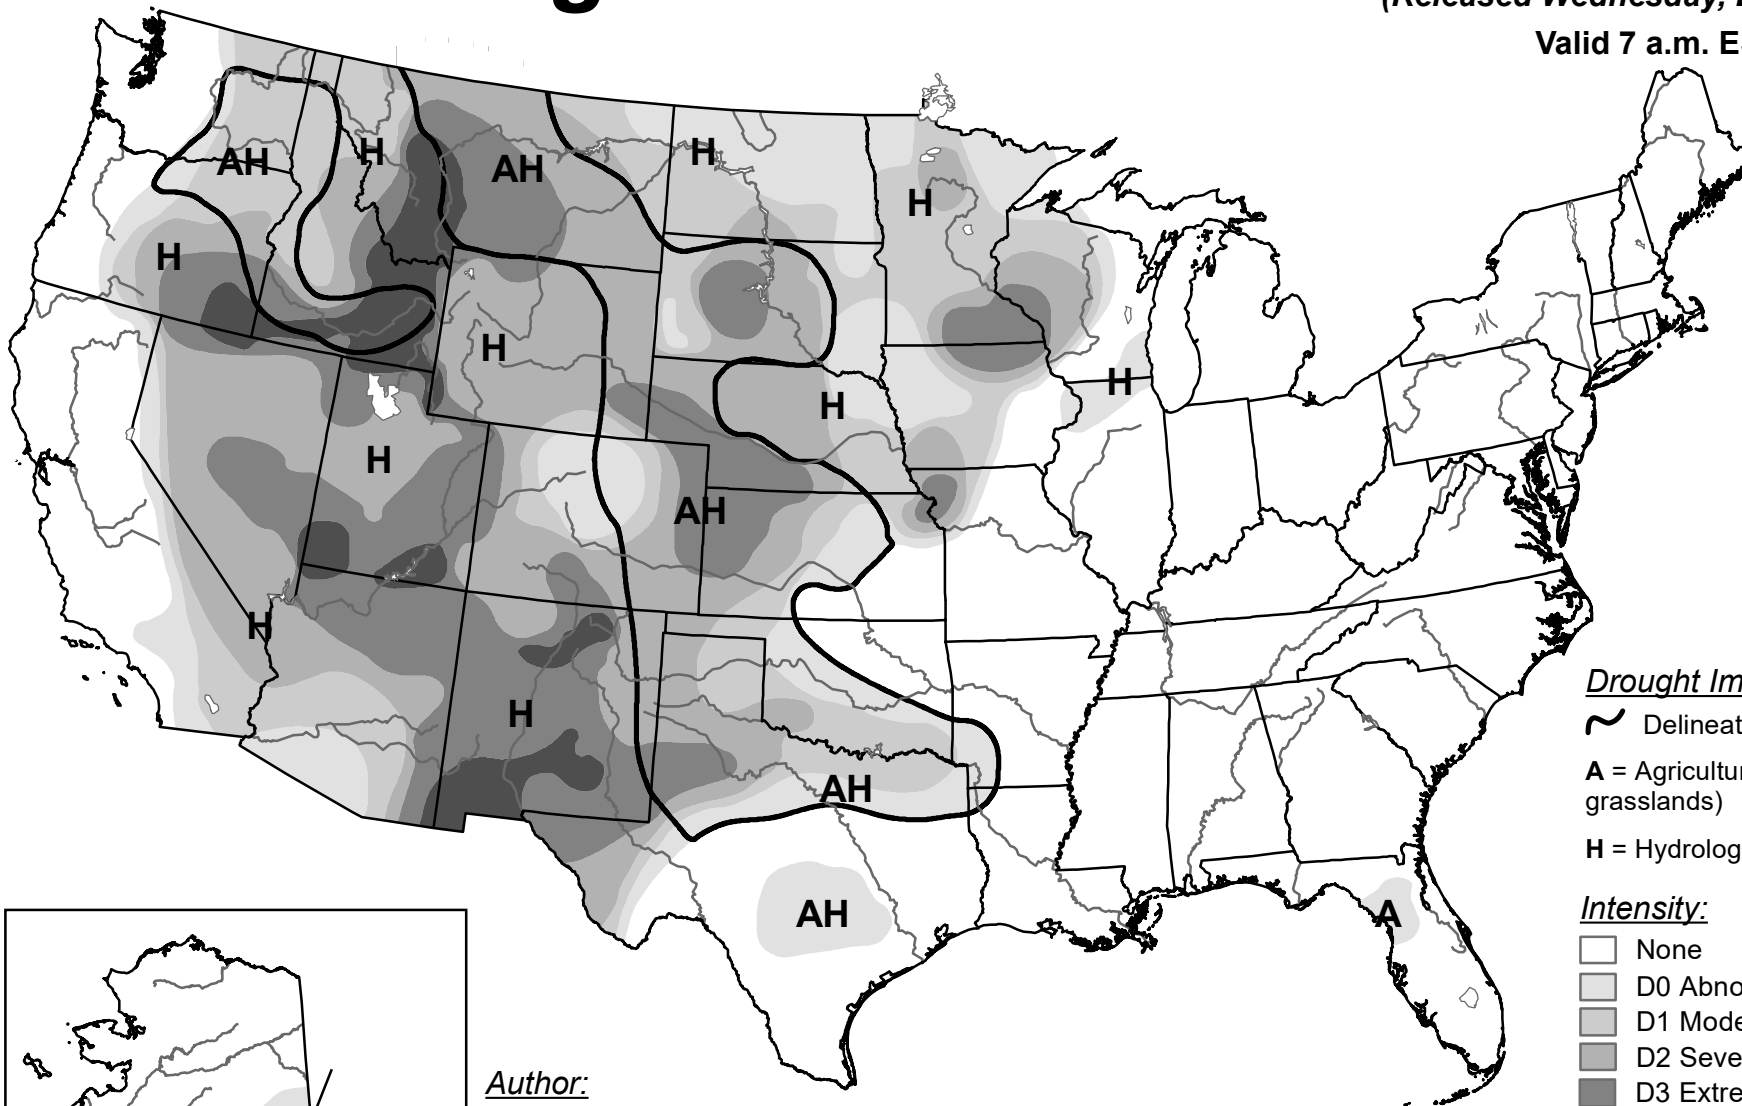 (Released Wednesday,
Valid 7 a.m.
H
AH
AH
H
H
H
H
H
H
H
AH
H
H
AH
AH
A
Drought
Delineat
A = Agricultur
grasslands)
H = Hydrolog
Intensity:
None
D0 Abno
D1 Mode
D2 Seve
D3 Extre
Author: